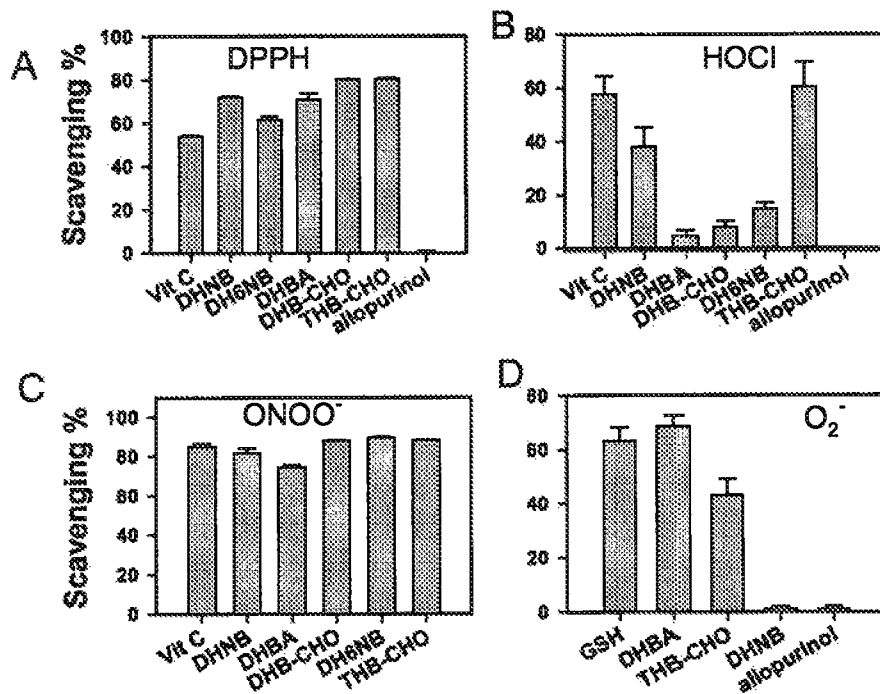 A
Scavenging %
100
80
60
40
20
0
DPPH
Vit C
DHNB
DH6NB
DHBA
DHB-CHO
THB-CHO
allopurinol
B
80
60
40
20
0
HOCl
Vit C
DHNB
DHBA
DHB-CHO
DH6NB
THB-CHO
allopurinol
C
Scavenging %
100
80
60
40
20
0
ONOO⁻
Vit C
DHNB
DHBA
DHB-CHO
DH6NB
THB-CHO
D
80
60
40
20
0
O₂⁻
GSH
DHBA
THB-CHO
DHNB
allopurinol